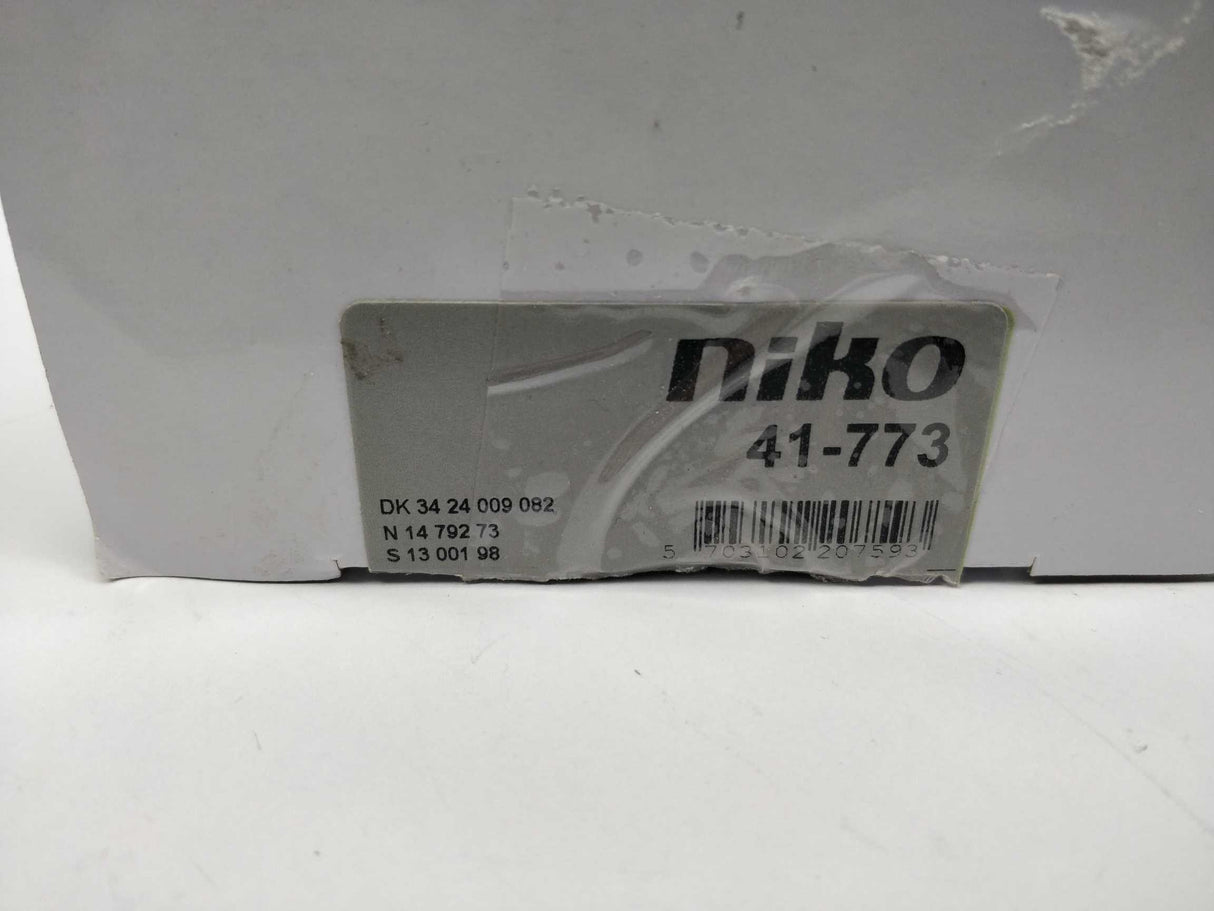 niko
41-773
DK 34 24 009 082
N 14 792 73
S 13 001 98
5 703102 207593